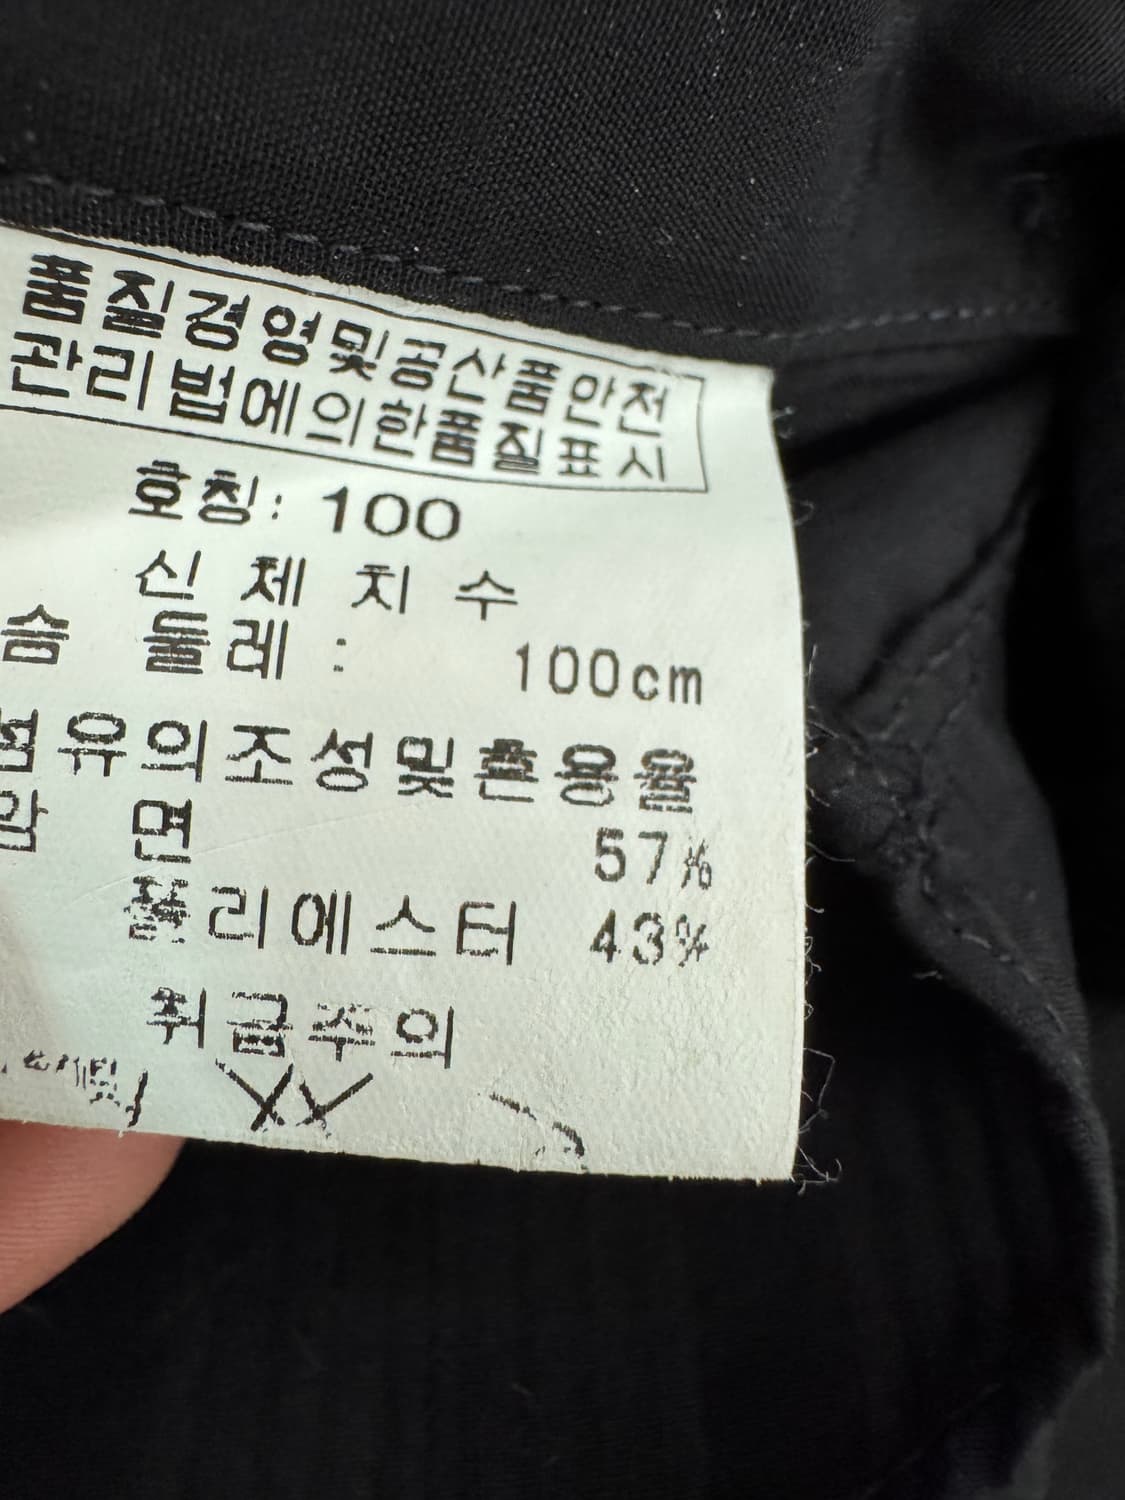 품질경영및공산품안전
관리법에의한품질표시
호칭: 100
신체치수
슴 둘레 : 100cm
섬유의조성및혼용율
면 57%
폴리에스터 43%
취급주의